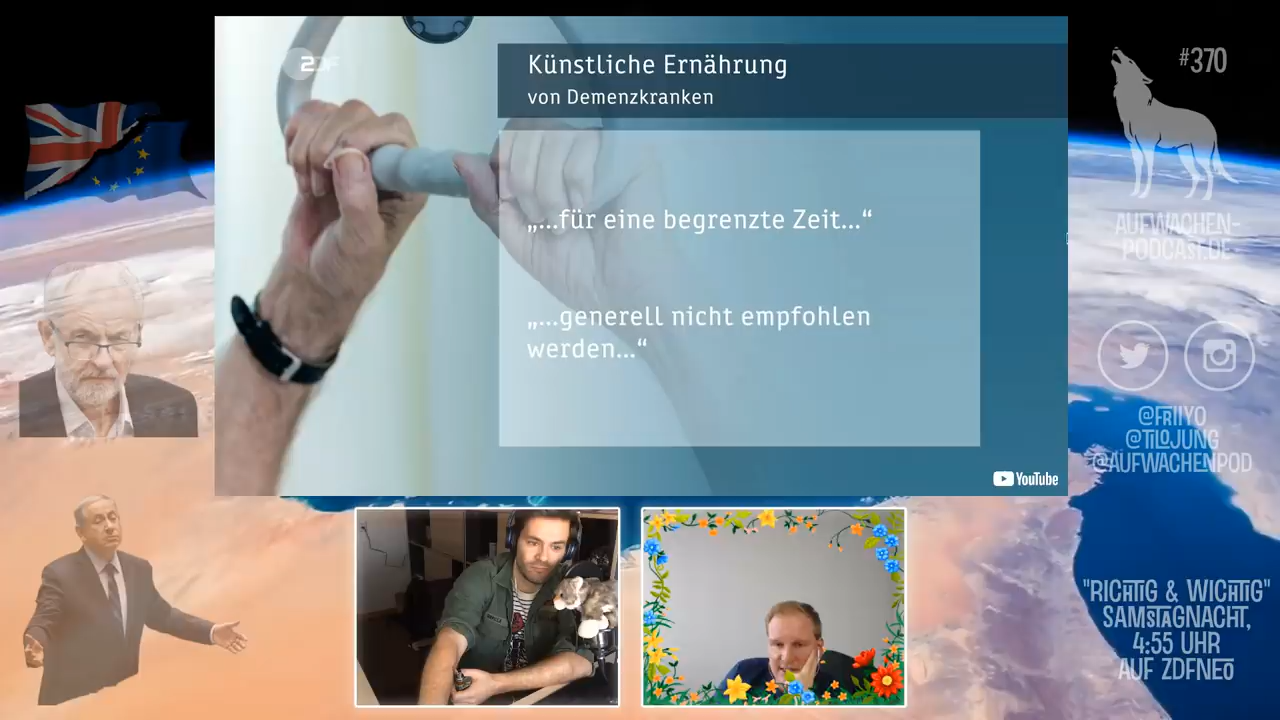 ZDF
Künstliche Ernährung
von Demenzkranken
„...für eine begrenzte Zeit...“
„...generell nicht empfohlen
werden...“
YouTube
#370
AUFWACHEN-
PODCAST.DE
@FRIIYO
@TILOJUNG
@AUFWACHENPOD
"RICHTIG & WICHTIG"
SAMSTAGNACHT,
4:55 UHR
AUF ZDFNEO